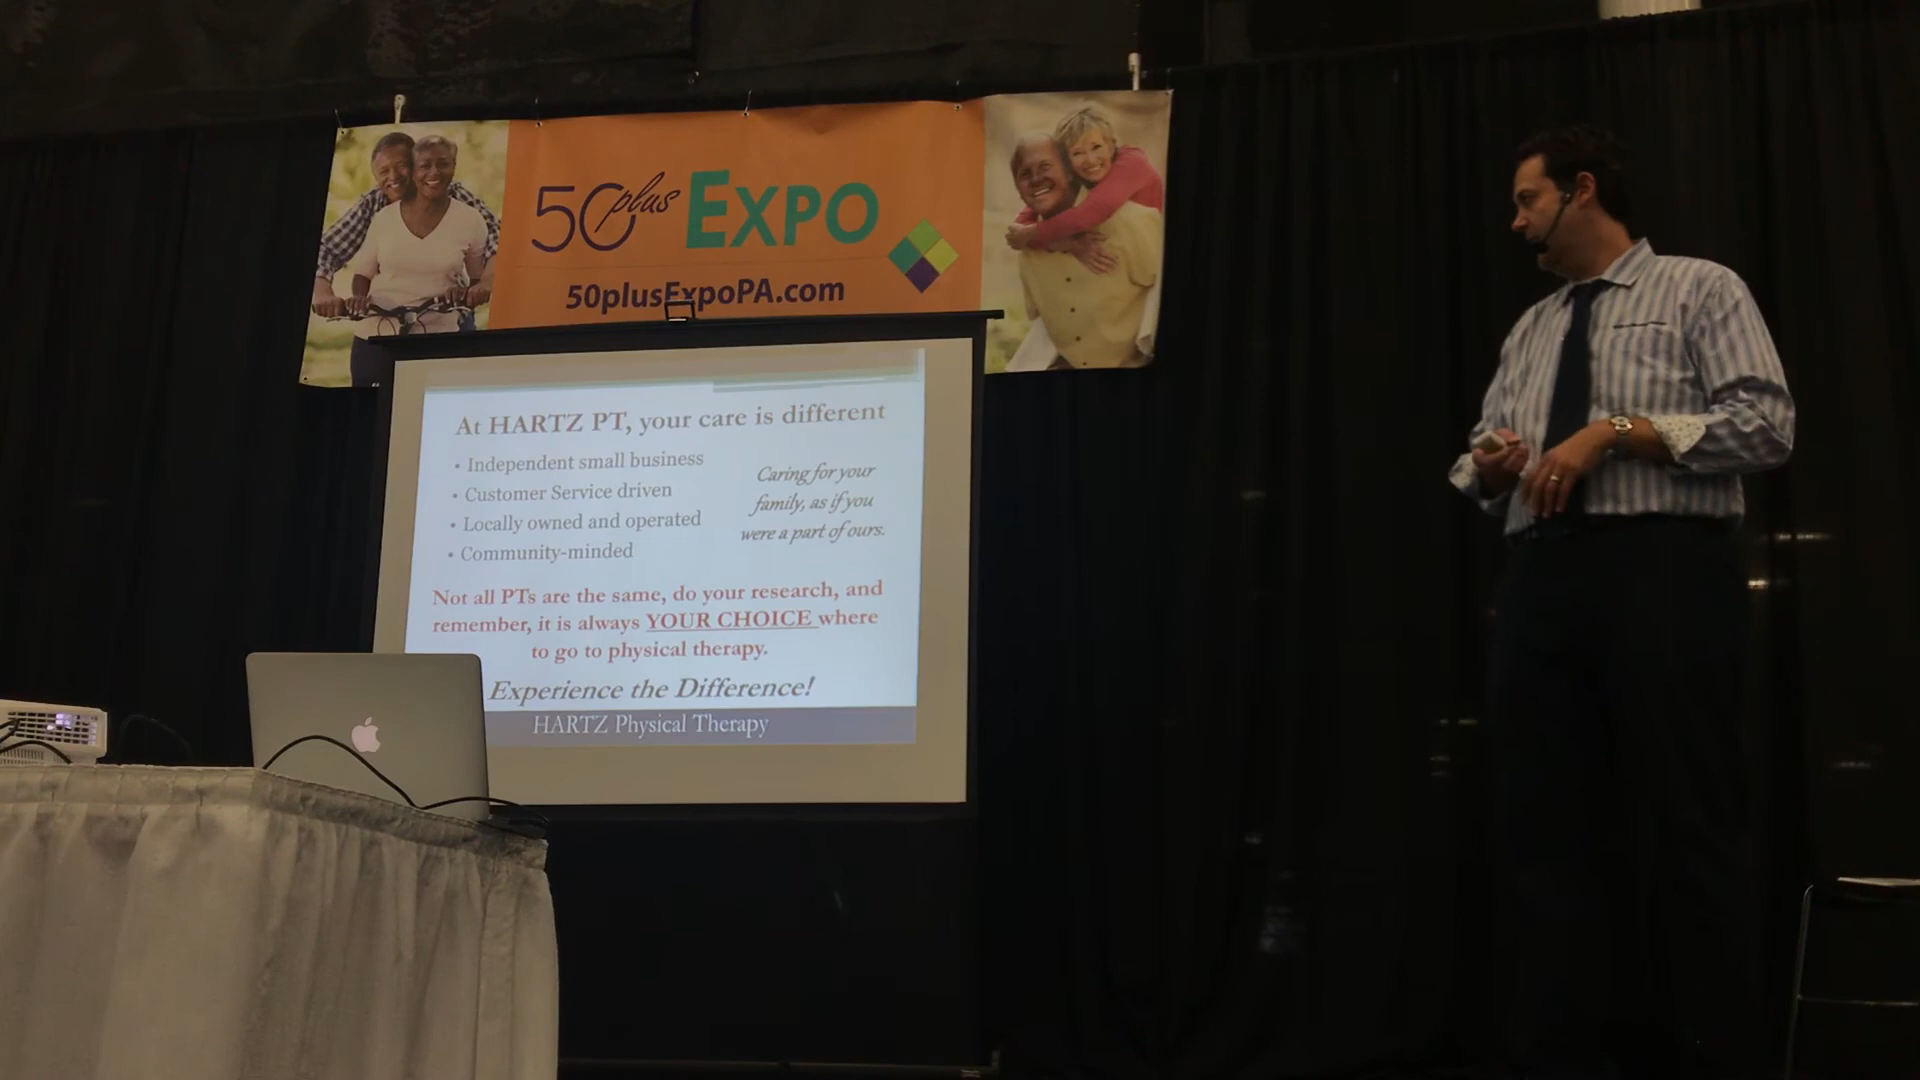 50 plus EXPO
50plusExpoPA.com
At HARTZ PT, your care is different
• Independent small business
• Customer Service driven
• Locally owned and operated
• Community-minded
Caring for your
family, as if you
were a part of ours.
Not all PTs are the same, do your research, and
remember, it is always YOUR CHOICE where
to go to physical therapy.
Experience the Difference!
HARTZ Physical Therapy